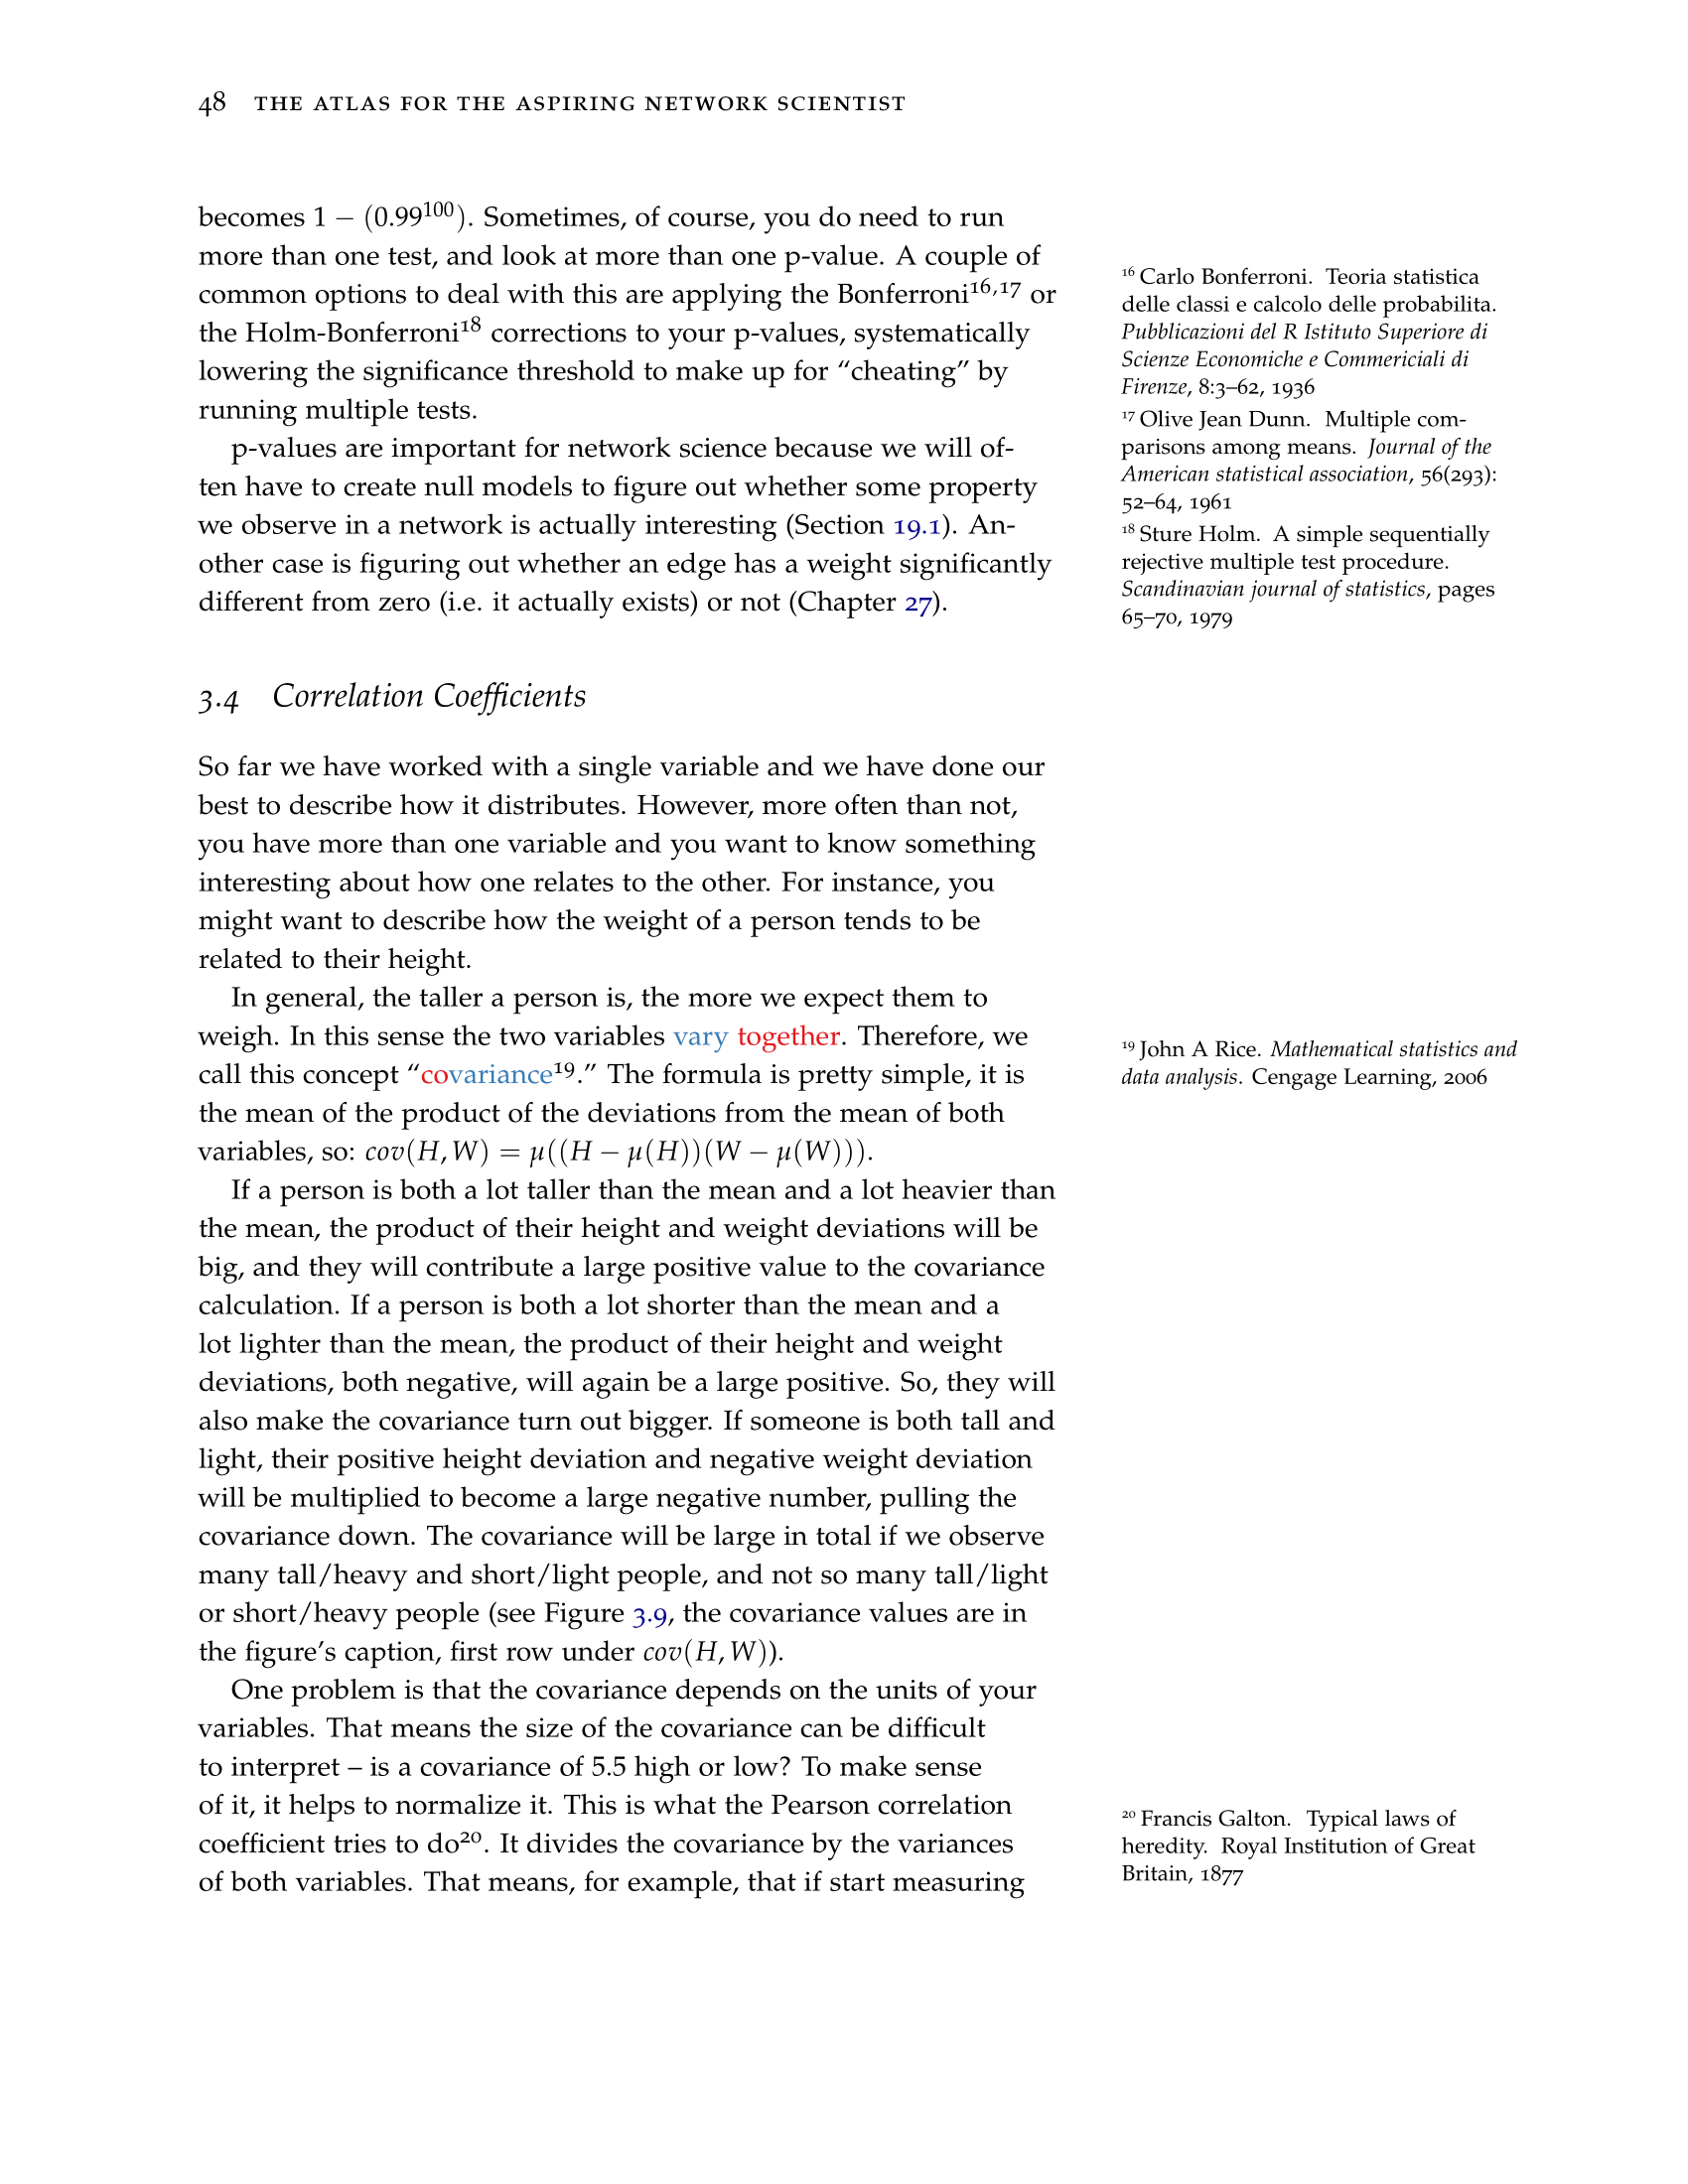 48 THE ATLAS FOR THE ASPIRING NETWORK SCIENTIST
becomes 1 − (0.99^100). Sometimes, of course, you do need to run
more than one test, and look at more than one p-value. A couple of
common options to deal with this are applying the Bonferroni16,17 or
the Holm-Bonferroni18 corrections to your p-values, systematically
lowering the significance threshold to make up for “cheating” by
running multiple tests.
p-values are important for network science because we will of-
ten have to create null models to figure out whether some property
we observe in a network is actually interesting (Section 19.1). An-
other case is figuring out whether an edge has a weight significantly
different from zero (i.e. it actually exists) or not (Chapter 27).
16 Carlo Bonferroni. Teoria statistica
delle classi e calcolo delle probabilita.
Pubblicazioni del R Istituto Superiore di
Scienze Economiche e Commericiali di
Firenze, 8:3–62, 1936
17 Olive Jean Dunn. Multiple com-
parisons among means. Journal of the
American statistical association, 56(293):
52–64, 1961
18 Sture Holm. A simple sequentially
rejective multiple test procedure.
Scandinavian journal of statistics, pages
65–70, 1979
3.4 Correlation Coefficients
So far we have worked with a single variable and we have done our
best to describe how it distributes. However, more often than not,
you have more than one variable and you want to know something
interesting about how one relates to the other. For instance, you
might want to describe how the weight of a person tends to be
related to their height.
In general, the taller a person is, the more we expect them to
weigh. In this sense the two variables vary together. Therefore, we
call this concept “covariance19.” The formula is pretty simple, it is
the mean of the product of the deviations from the mean of both
variables, so: cov(H, W) = μ((H − μ(H))(W − μ(W))).
19 John A Rice. Mathematical statistics and
data analysis. Cengage Learning, 2006
If a person is both a lot taller than the mean and a lot heavier than
the mean, the product of their height and weight deviations will be
big, and they will contribute a large positive value to the covariance
calculation. If a person is both a lot shorter than the mean and a
lot lighter than the mean, the product of their height and weight
deviations, both negative, will again be a large positive. So, they will
also make the covariance turn out bigger. If someone is both tall and
light, their positive height deviation and negative weight deviation
will be multiplied to become a large negative number, pulling the
covariance down. The covariance will be large in total if we observe
many tall/heavy and short/light people, and not so many tall/light
or short/heavy people (see Figure 3.9, the covariance values are in
the figure’s caption, first row under cov(H, W)).
One problem is that the covariance depends on the units of your
variables. That means the size of the covariance can be difficult
to interpret – is a covariance of 5.5 high or low? To make sense
of it, it helps to normalize it. This is what the Pearson correlation
coefficient tries to do20. It divides the covariance by the variances
of both variables. That means, for example, that if start measuring
20 Francis Galton. Typical laws of
heredity. Royal Institution of Great
Britain, 1877